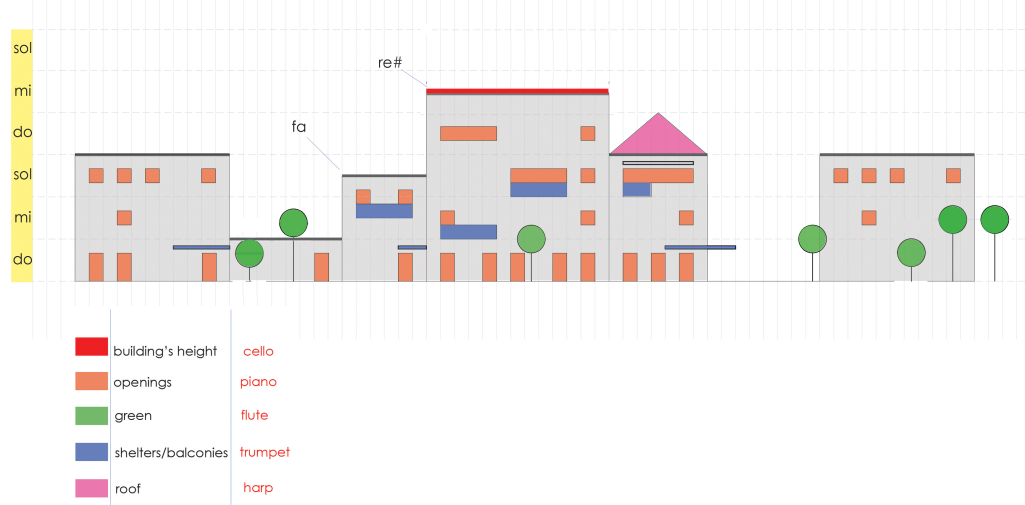 sol
re#
mi
fa
do
sol
mi
do
building's height cello
openings piano
green flute
shelters/balconies trumpet
roof harp